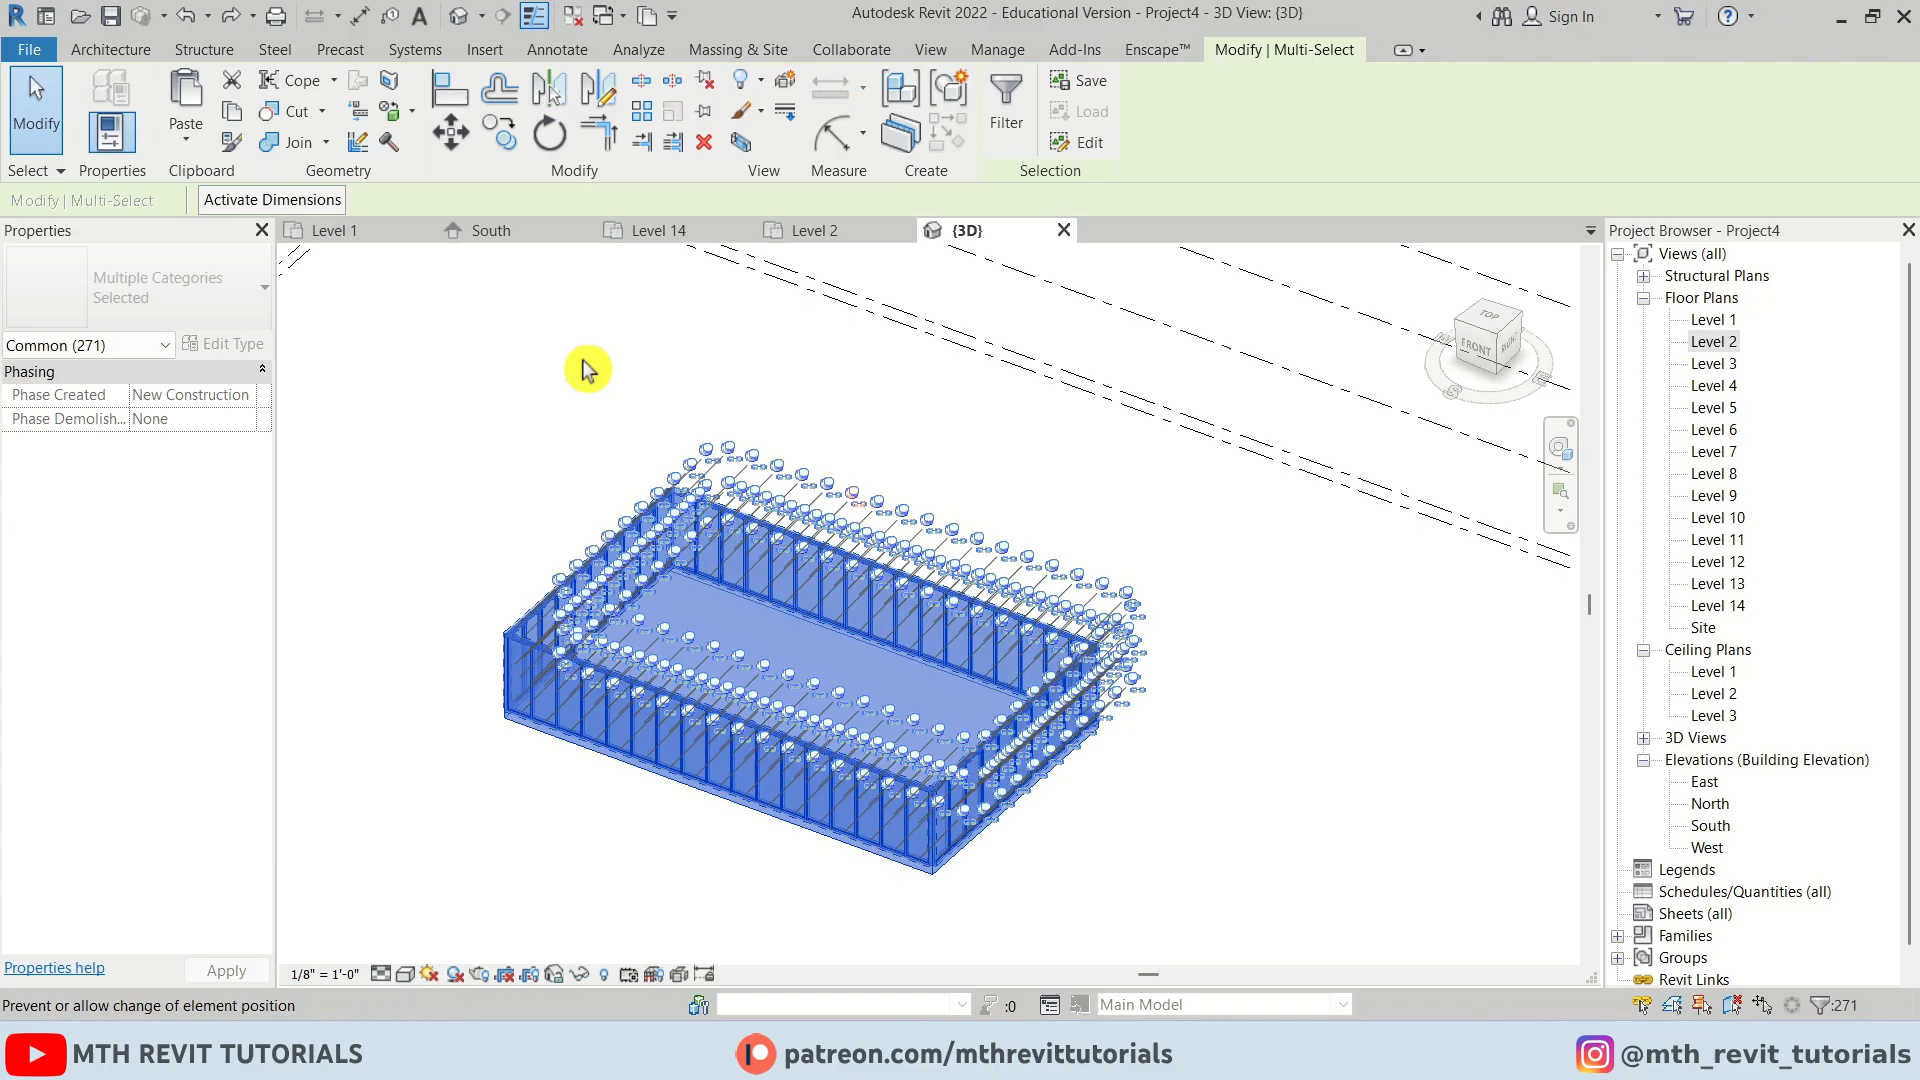 Autodesk Revit 2022 - Educational Version - Project4 - 3D View: {3D}
Sign In
File
Architecture
Structure
Steel
Precast
Systems
Insert
Annotate
Analyze
Massing & Site
Collaborate
View
Manage
Add-Ins
Enscape™
Modify | Multi-Select
Modify
Paste
Cope
Cut
Join
Filter
Save
Load
Edit
Select
Properties
Clipboard
Geometry
Modify
View
Measure
Create
Selection
Modify | Multi-Select
Activate Dimensions
Properties
Level 1
South
Level 14
Level 2
{3D}
Project Browser - Project4
Multiple Categories
Selected
Common (271)
Edit Type
Phasing
Phase Created
New Construction
Phase Demolish...
None
TOP
FRONT
RIGHT
Views (all)
Structural Plans
Floor Plans
Level 1
Level 2
Level 3
Level 4
Level 5
Level 6
Level 7
Level 8
Level 9
Level 10
Level 11
Level 12
Level 13
Level 14
Site
Ceiling Plans
Level 1
Level 2
Level 3
3D Views
Elevations (Building Elevation)
East
North
South
West
Legends
Schedules/Quantities (all)
Sheets (all)
Families
Groups
Revit Links
Properties help
Apply
1/8" = 1'-0"
Prevent or allow change of element position
:0
Main Model
:271
MTH REVIT TUTORIALS
patreon.com/mthrevittutorials
@mth_revit_tutorials